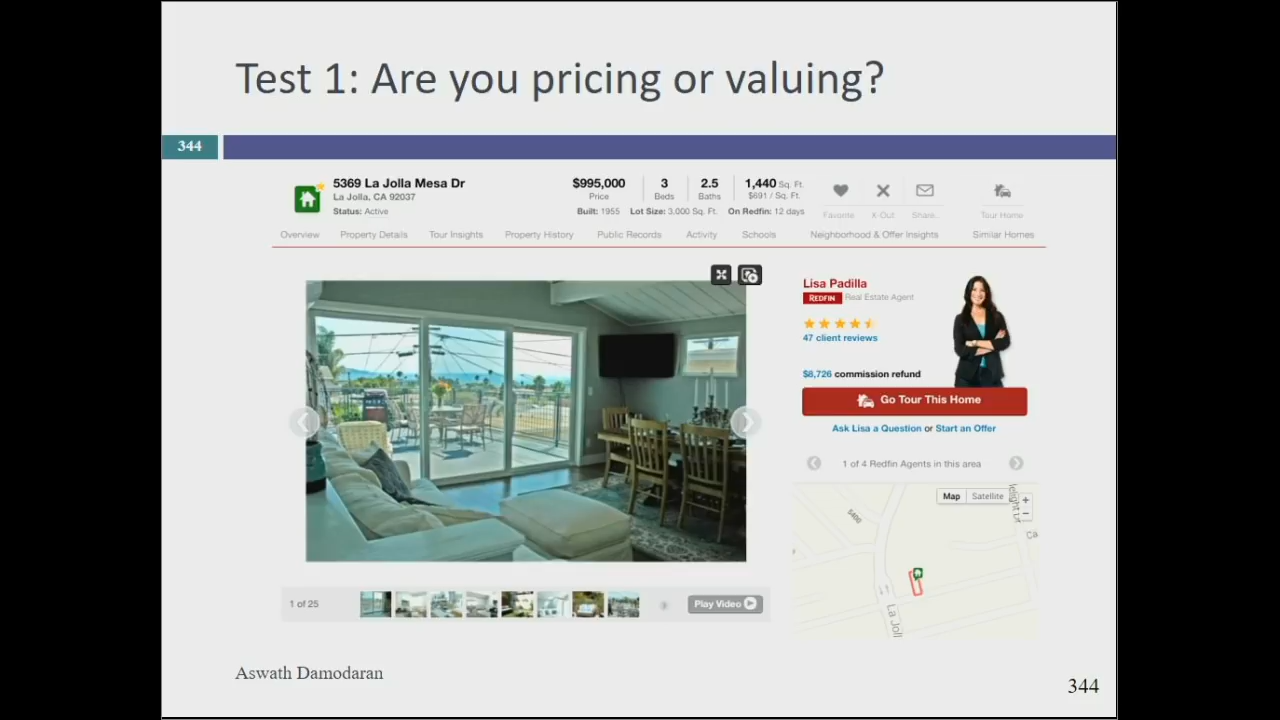 Test 1: Are you pricing or valuing?
344
5369 La Jolla Mesa Dr
La Jolla, CA 92037
Status: Active
$995,000
Price
3
Beds
2.5
Baths
1,440 Sq. Ft.
$691 / Sq. Ft.
Built: 1955 Lot Size: 3,000 Sq. Ft. On Redfin: 12 days
Favorite
X-Out
Share...
Tour Home
Overview Property Details Tour Insights Property History Public Records Activity Schools Neighborhood & Offer Insights Similar Homes
Lisa Padilla
REDFIN Real Estate Agent
47 client reviews
$6,726 commission refund
Go Tour This Home
Ask Lisa a Question or Start an Offer
1 of 4 Redfin Agents in this area
Map Satellite
+
-
5400
Ca
La Joll
1 of 25
Play Video
Aswath Damodaran
344